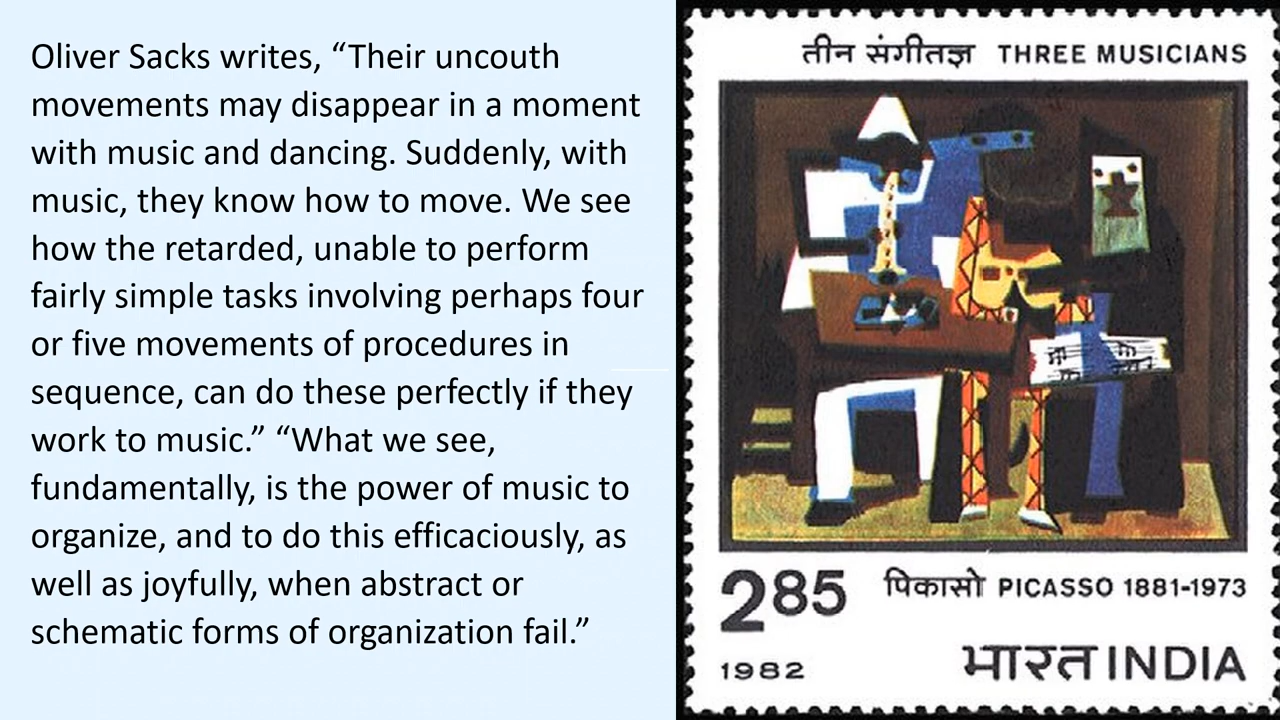 Oliver Sacks writes, “Their uncouth
movements may disappear in a moment
with music and dancing. Suddenly, with
music, they know how to move. We see
how the retarded, unable to perform
fairly simple tasks involving perhaps four
or five movements of procedures in
sequence, can do these perfectly if they
work to music.” “What we see,
fundamentally, is the power of music to
organize, and to do this efficaciously, as
well as joyfully, when abstract or
schematic forms of organization fail.”
तीन संगीतज्ञ THREE MUSICIANS
285 पिकासो PICASSO 1881-1973
1982 भारत INDIA